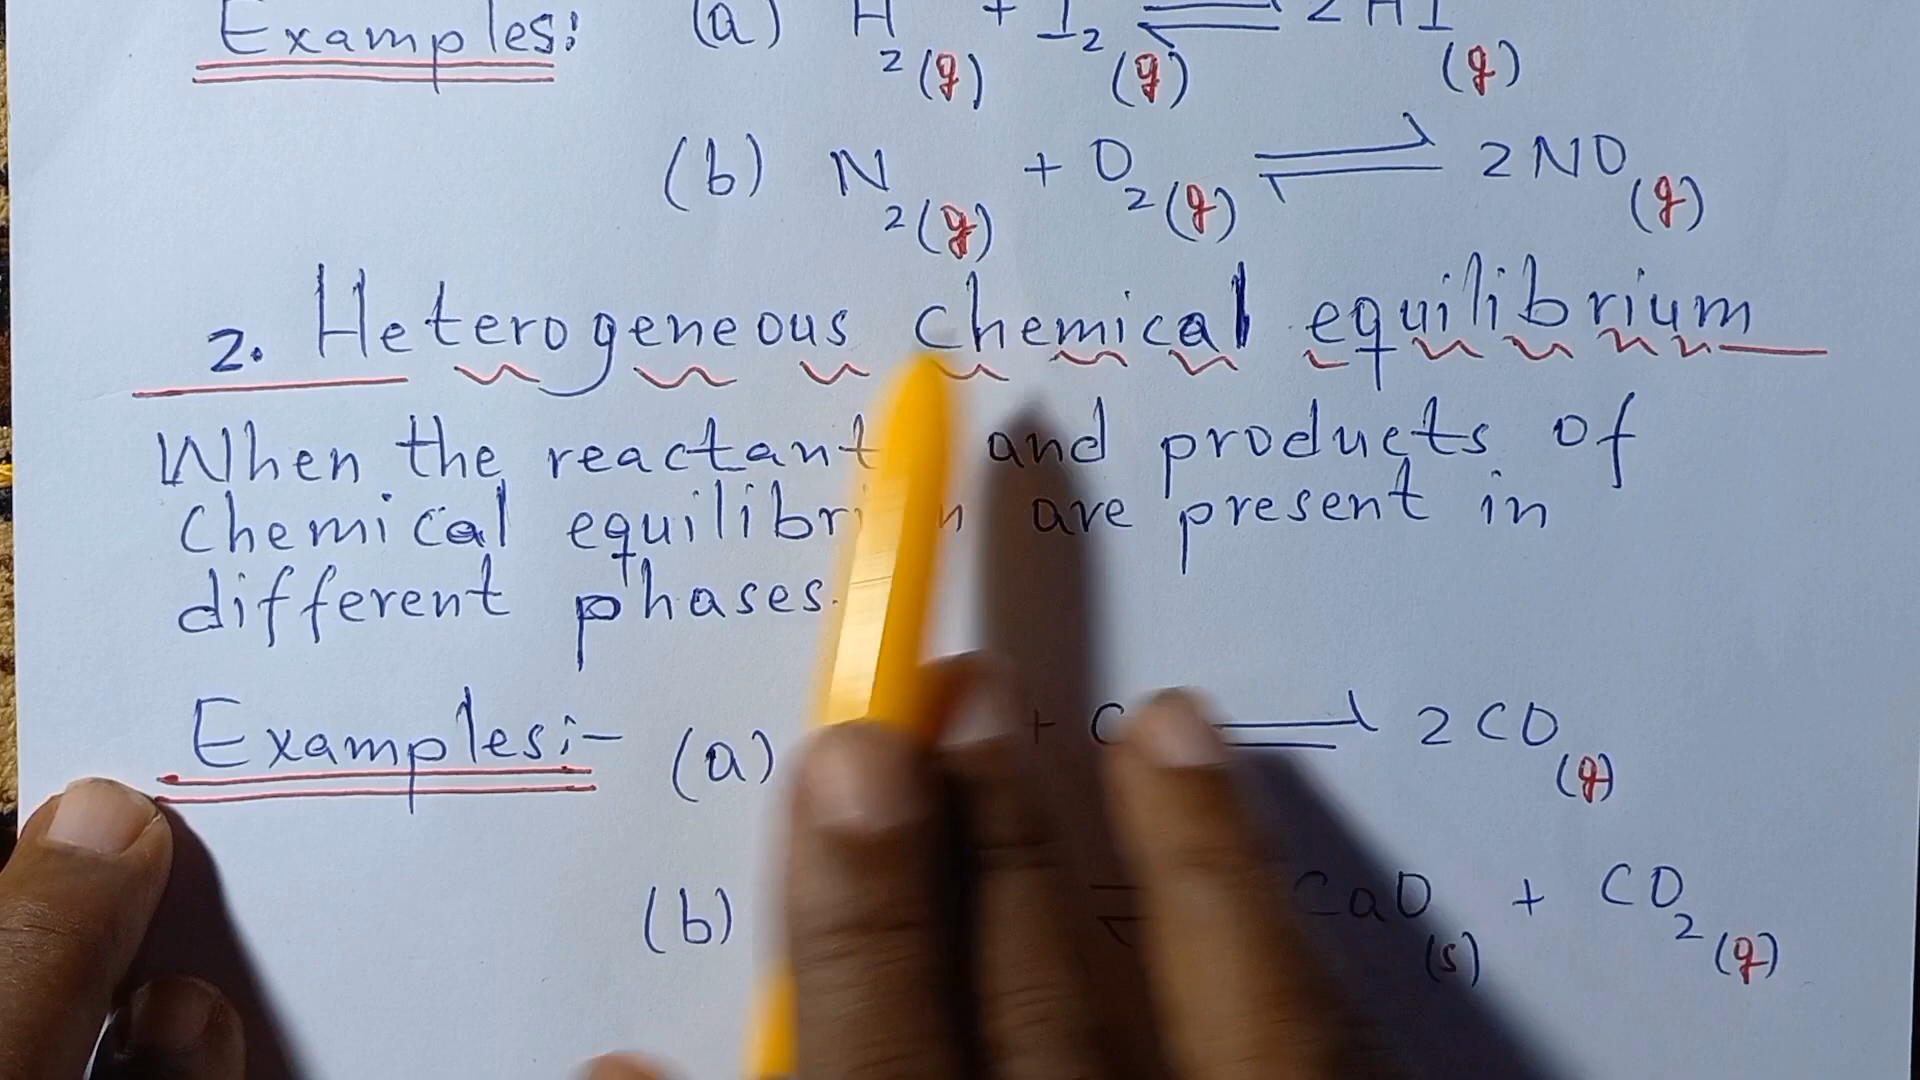 Examples: (a) H2(g) + I2(g) ⇌ 2HI(g)
(b) N2(g) + O2(g) ⇌ 2NO(g)
2. Heterogeneous chemical equilibrium
When the reactant and products of
chemical are present in
different phases.
Examples:- (a) + ⇌ 2CO(g)
(b) ⇌ CaO(s) + CO2(g)